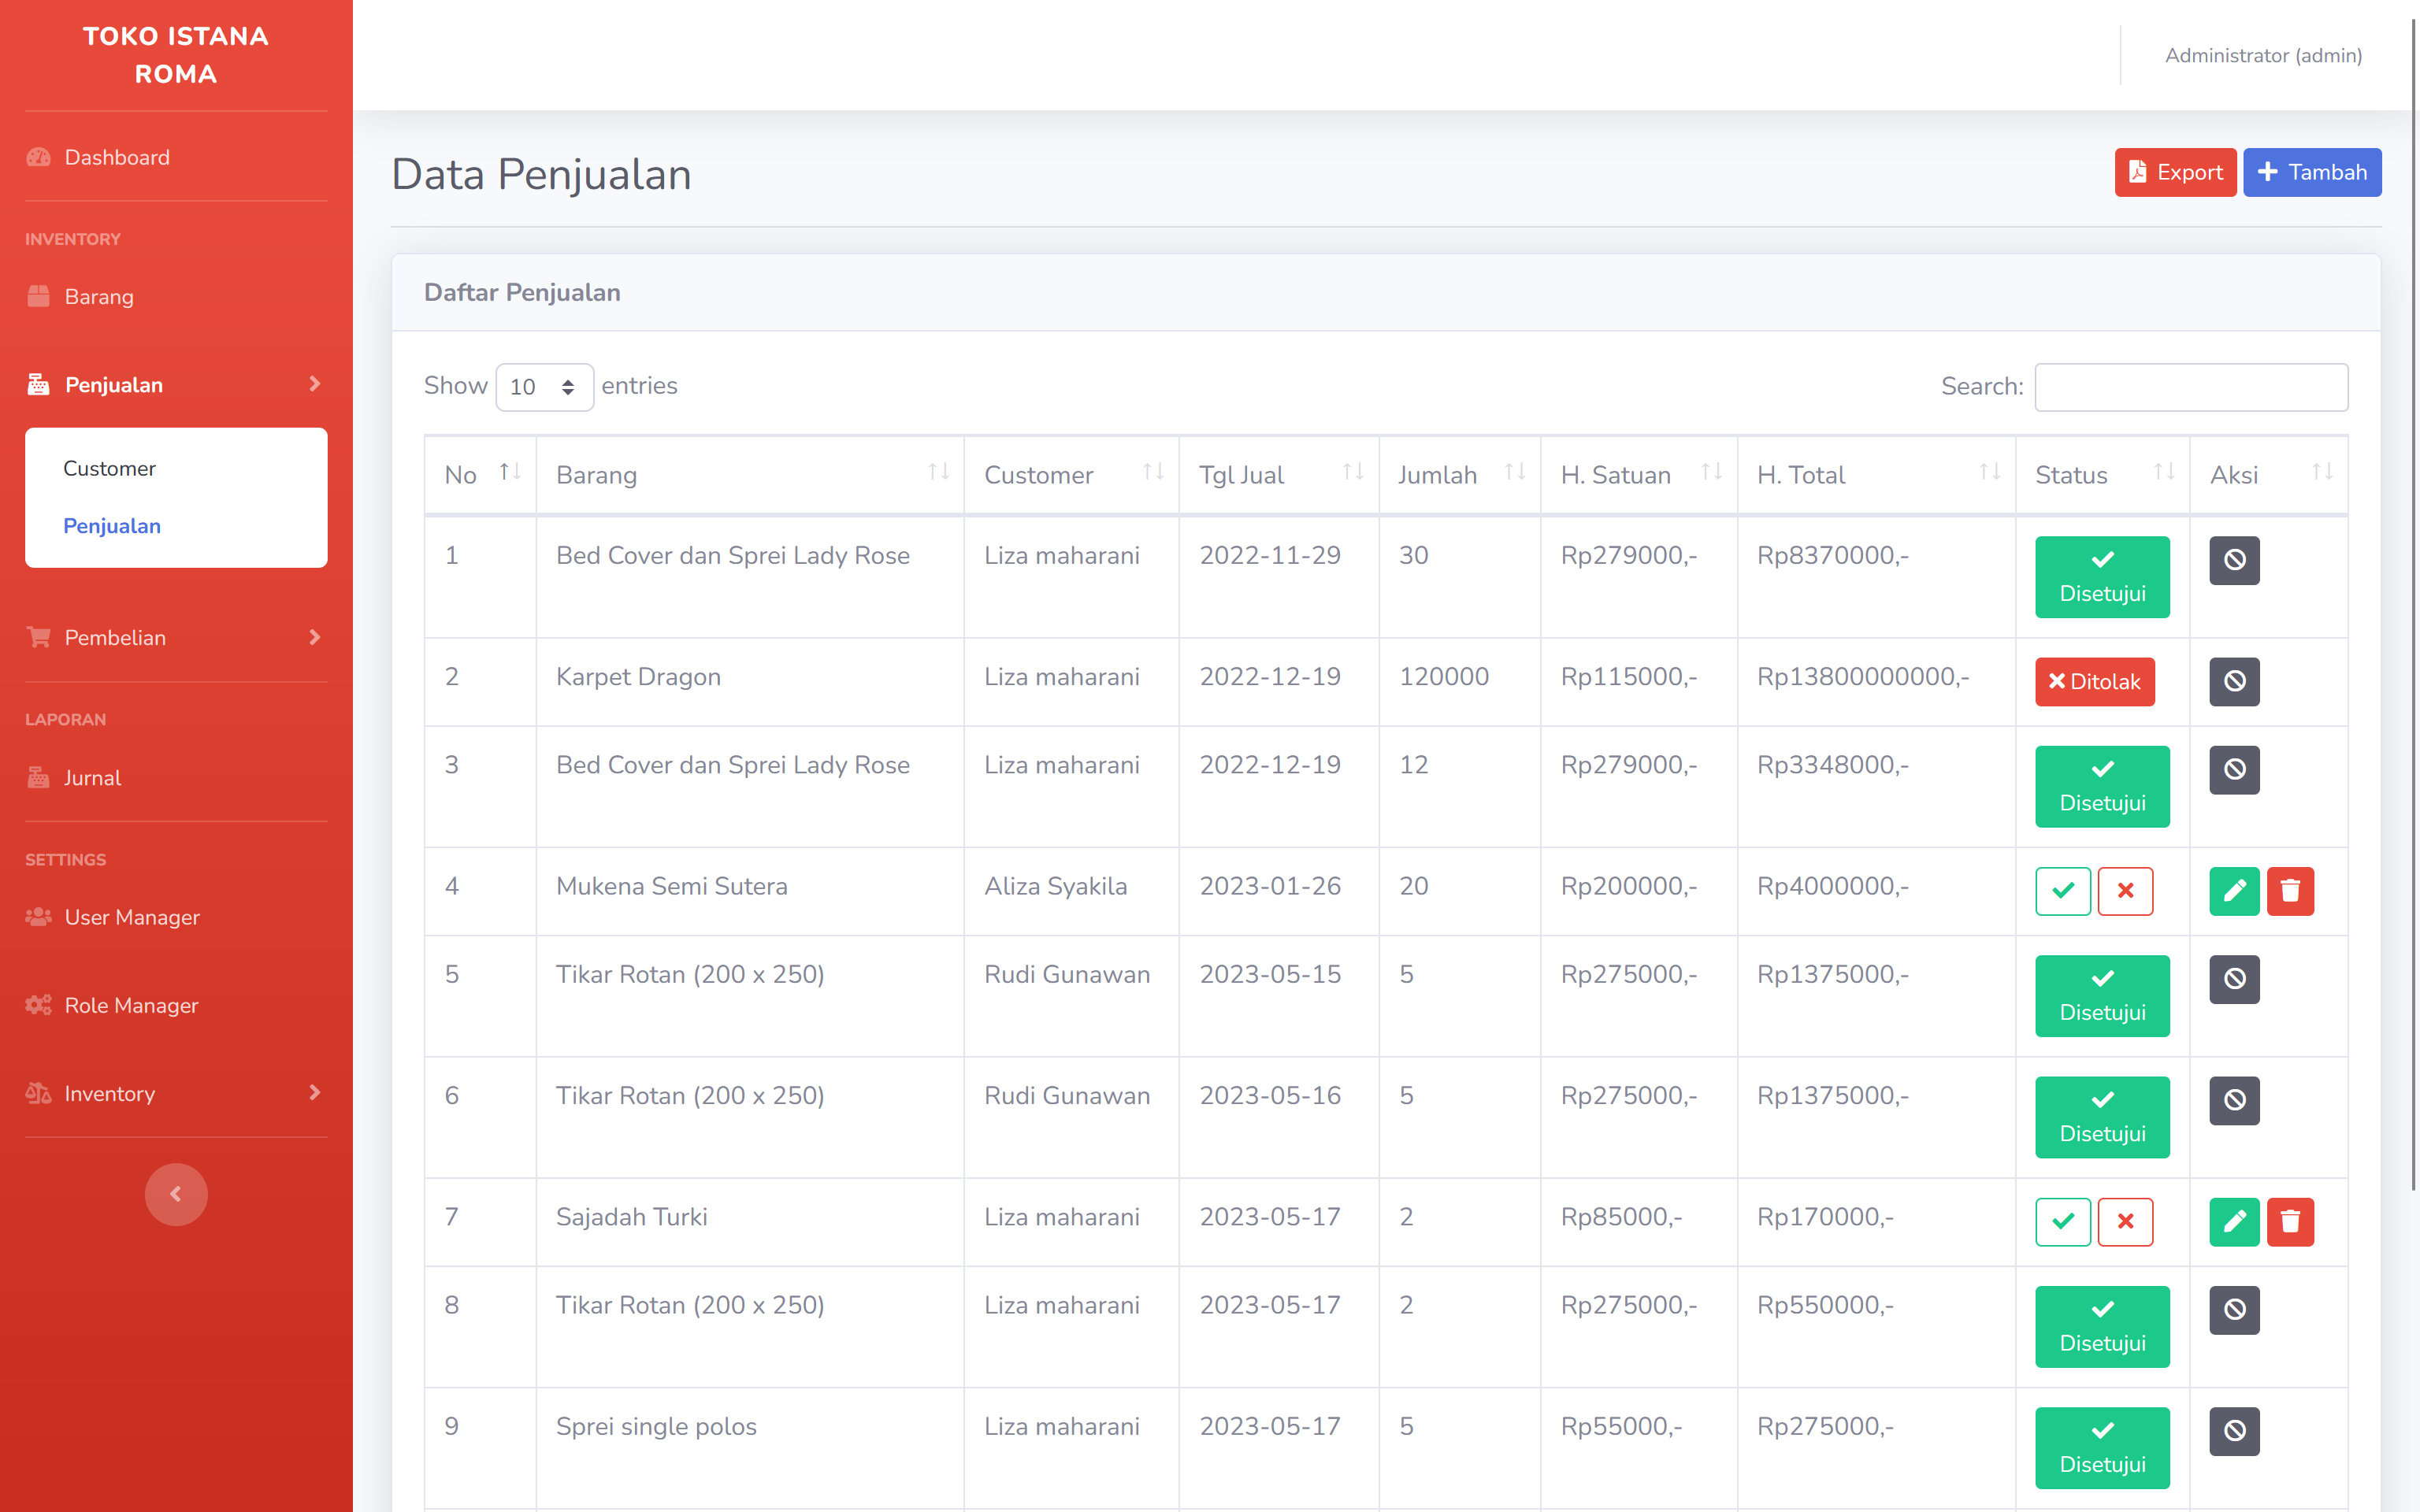 TOKO ISTANA
ROMA
Administrator (admin)
Dashboard
INVENTORY
Barang
Penjualan
Customer
Penjualan
Pembelian
LAPORAN
Jurnal
SETTINGS
User Manager
Role Manager
Inventory
Data Penjualan
Export
Tambah
Daftar Penjualan
Show 10 entries
Search:
No Barang Customer Tgl Jual Jumlah H. Satuan H. Total Status Aksi
1 Bed Cover dan Sprei Lady Rose Liza maharani 2022-11-29 30 Rp279000,- Rp8370000,- Disetujui
2 Karpet Dragon Liza maharani 2022-12-19 120000 Rp115000,- Rp13800000000,- Ditolak
3 Bed Cover dan Sprei Lady Rose Liza maharani 2022-12-19 12 Rp279000,- Rp3348000,- Disetujui
4 Mukena Semi Sutera Aliza Syakila 2023-01-26 20 Rp200000,- Rp4000000,-
5 Tikar Rotan (200 x 250) Rudi Gunawan 2023-05-15 5 Rp275000,- Rp1375000,- Disetujui
6 Tikar Rotan (200 x 250) Rudi Gunawan 2023-05-16 5 Rp275000,- Rp1375000,- Disetujui
7 Sajadah Turki Liza maharani 2023-05-17 2 Rp85000,- Rp170000,-
8 Tikar Rotan (200 x 250) Liza maharani 2023-05-17 2 Rp275000,- Rp550000,- Disetujui
9 Sprei single polos Liza maharani 2023-05-17 5 Rp55000,- Rp275000,- Disetujui